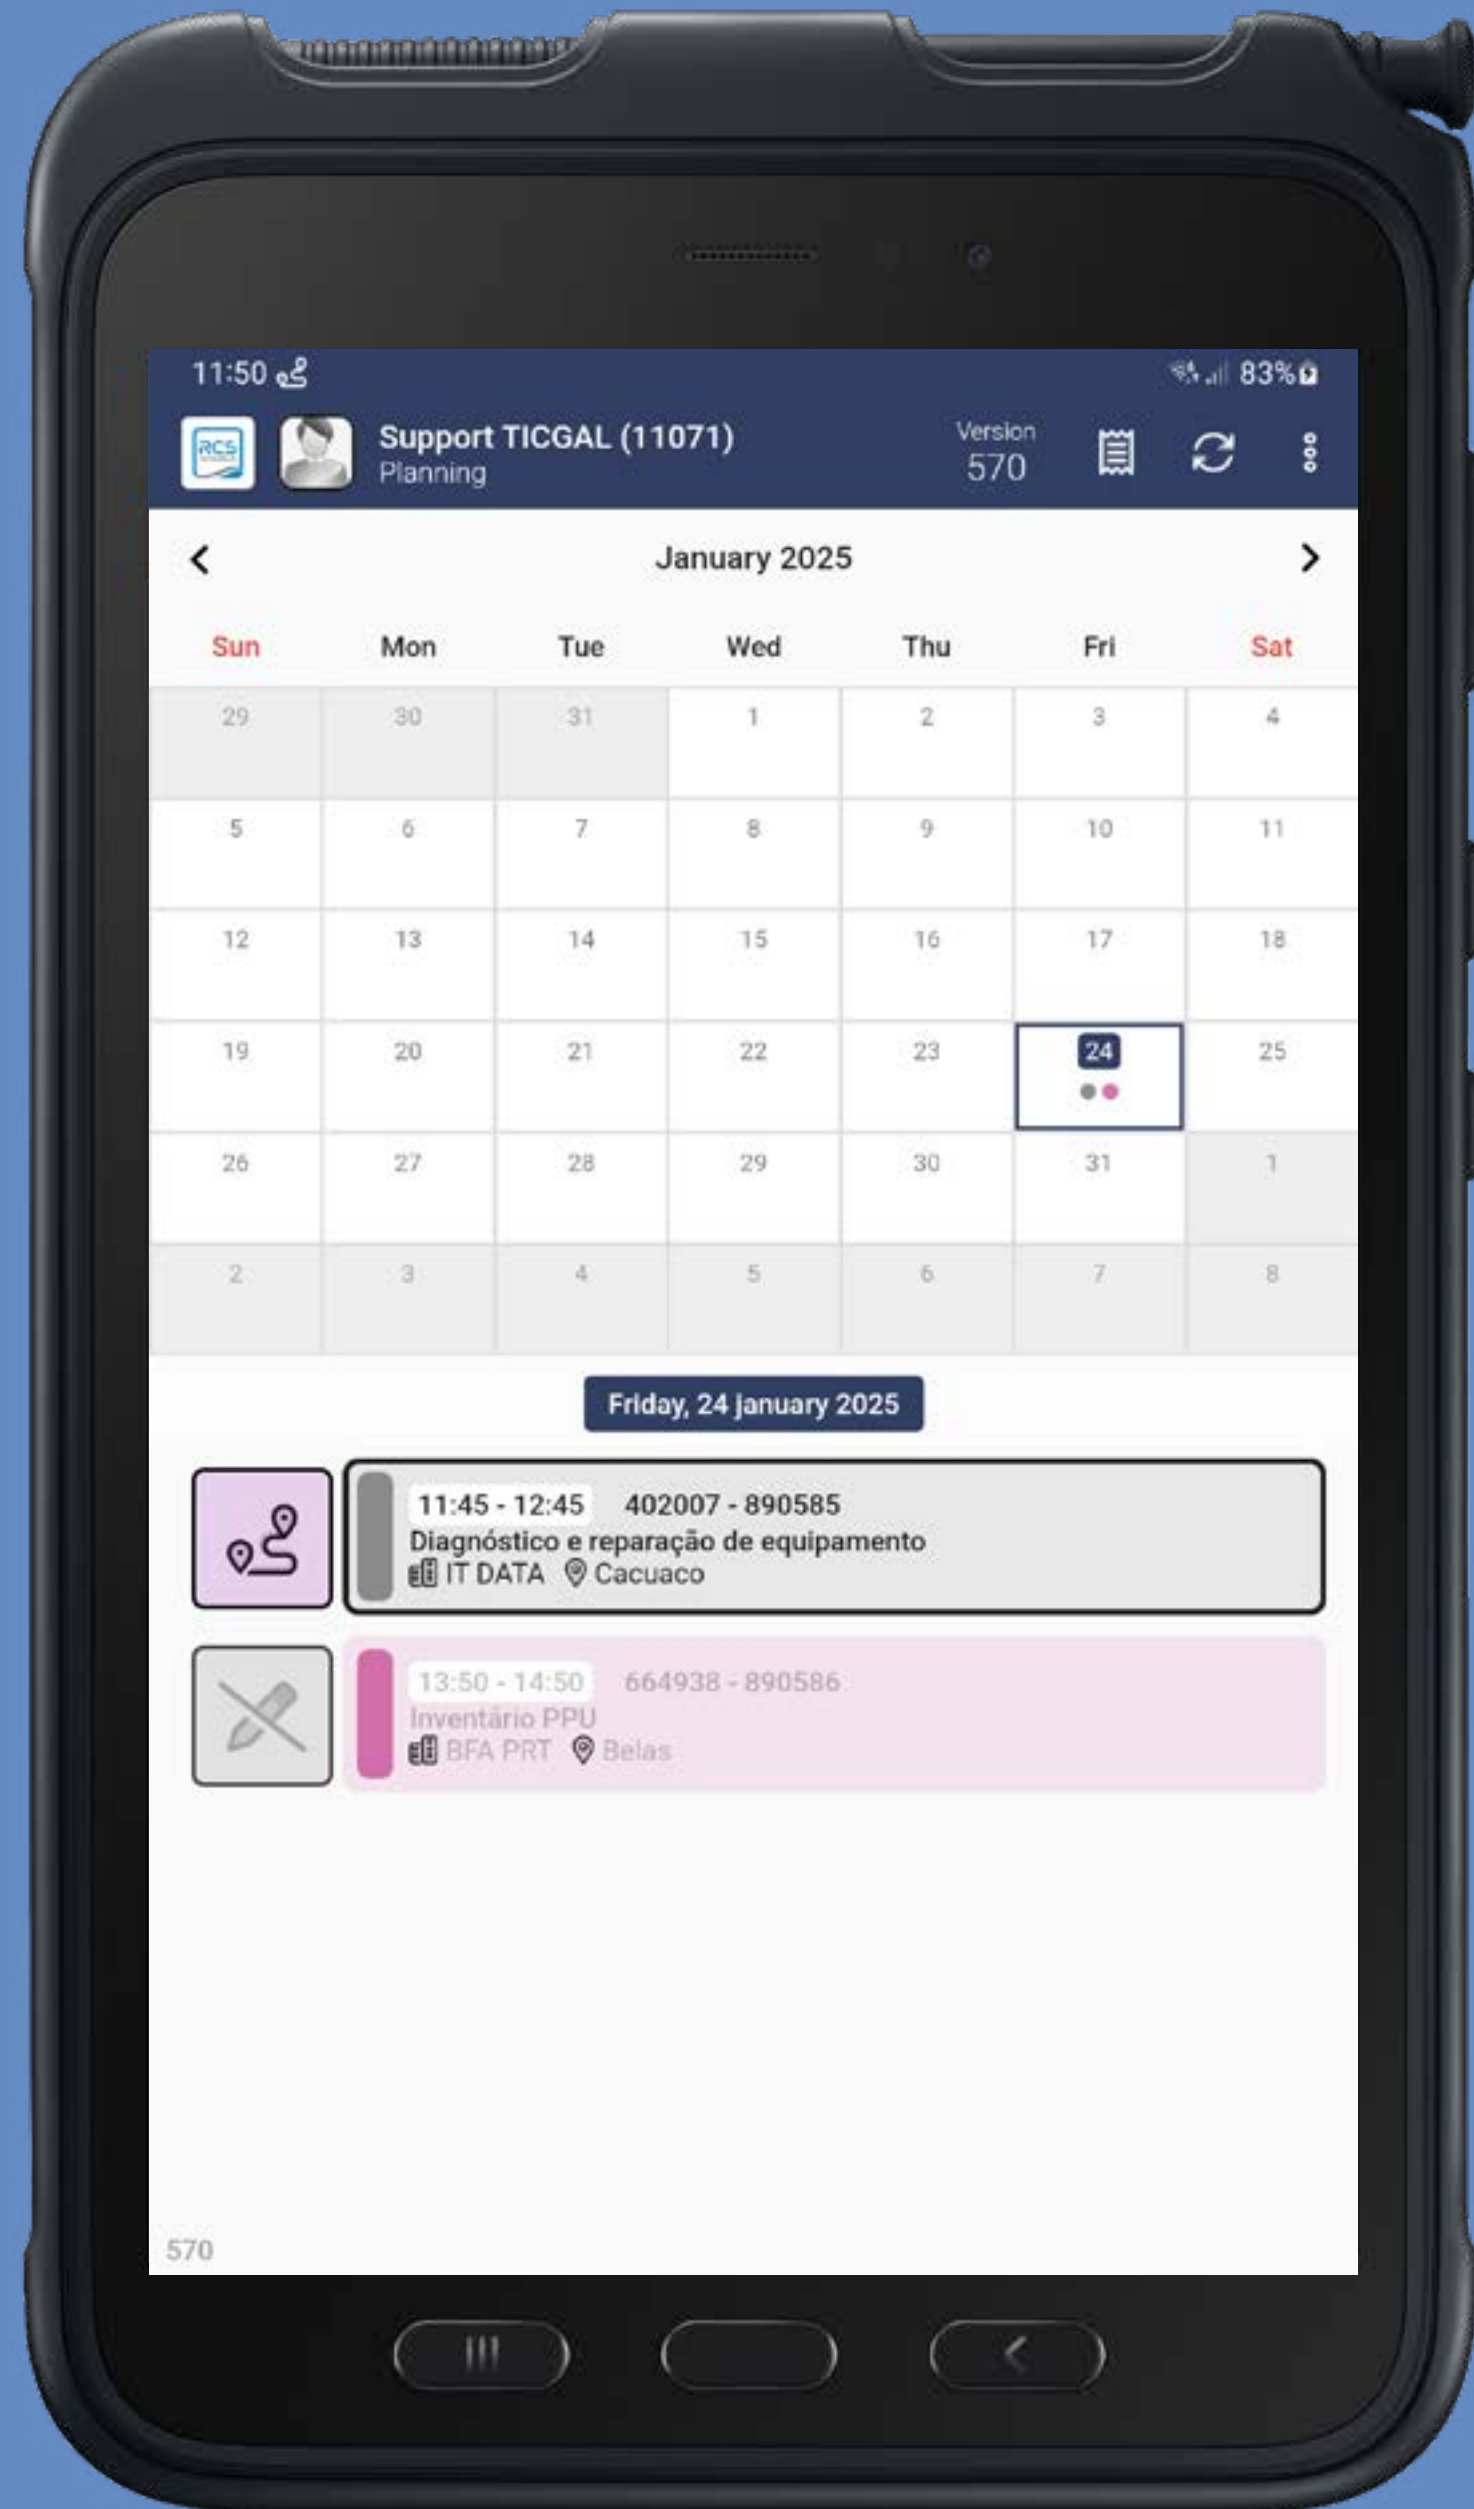 11:50 83%
RCS Support TICGAL (11071) Version
Planning 570
January 2025
Sun Mon Tue Wed Thu Fri Sat
29 30 31 1 2 3 4
5 6 7 8 9 10 11
12 13 14 15 16 17 18
19 20 21 22 23 24 25
26 27 28 29 30 31 1
2 3 4 5 6 7 8
Friday, 24 january 2025
11:45 - 12:45 402007 - 890585
Diagnóstico e reparação de equipamento
IT DATA Cacuaco
13:50 - 14:50 664938 - 890586
Inventário PPU
BFA PRT Belas
570